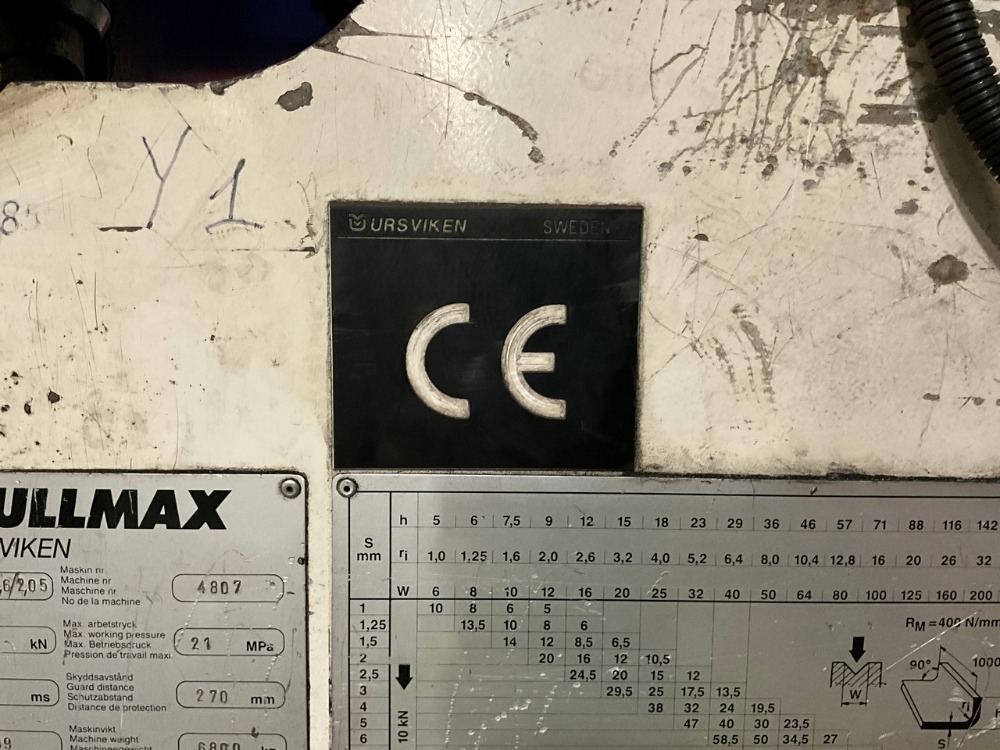 Y 1
8
URSVIKEN SWEDEN
CE
ULLMAX
VIKEN
Maskin nr
Machine nr
Maschine nr
No de la machine
6/2,05
4807
Max. arbetstryck
Max. working pressure
Max. Betriebsdruck
Pression de travail maxi
kN
21 MPa
Skyddsavstånd
Guard distance
Schutzabstand
Distance de protection
ms
270 mm
Maskinvikt
Machine weight
Maschinengewicht
9
6800
S mm
h 5 6 7,5 9 12 15 18 23 29 36 46 57 71 88 116 142
ri 1,0 1,25 1,6 2,0 2,6 3,2 4,0 5,2 6,4 8,0 10,4 12,8 16 20 26 32
W 6 8 10 12 16 20 25 32 40 50 64 80 100 125 160 200
1 10 8 6 5
1,25 13,5 10 8 6
1,5 14 12 8,5 6,5
2 20 16 12 10,5
2,5 24,5 20 15 12
3 29,5 25 17,5 13,5
4 38 32 24 19,5
5 47 40 30 23,5
6 58,5 50 34,5 27
10 kN
RM=400 N/mm
W
90°
1000
ri
S